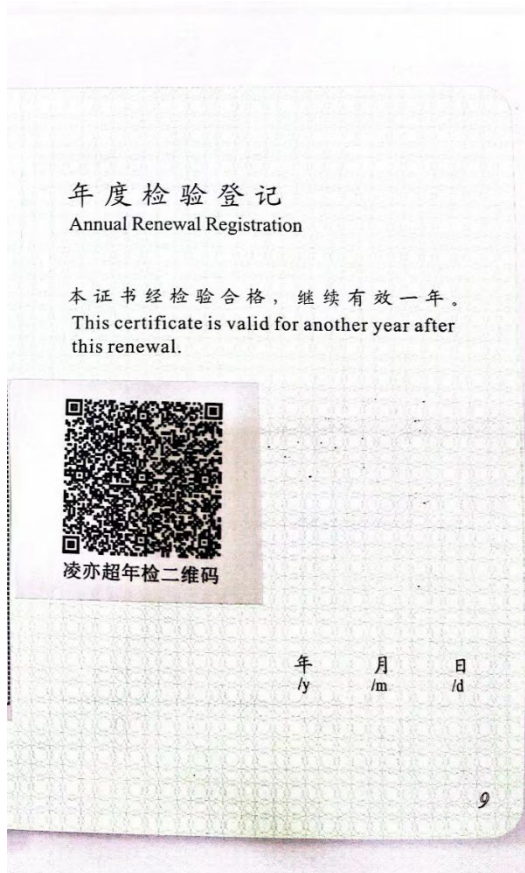 年度检验登记
Annual Renewal Registration
本证书经检验合格，继续有效一年。
This certificate is valid for another year after
this renewal.
凌亦超年检二维码
年 月 日
/y /m /d
9